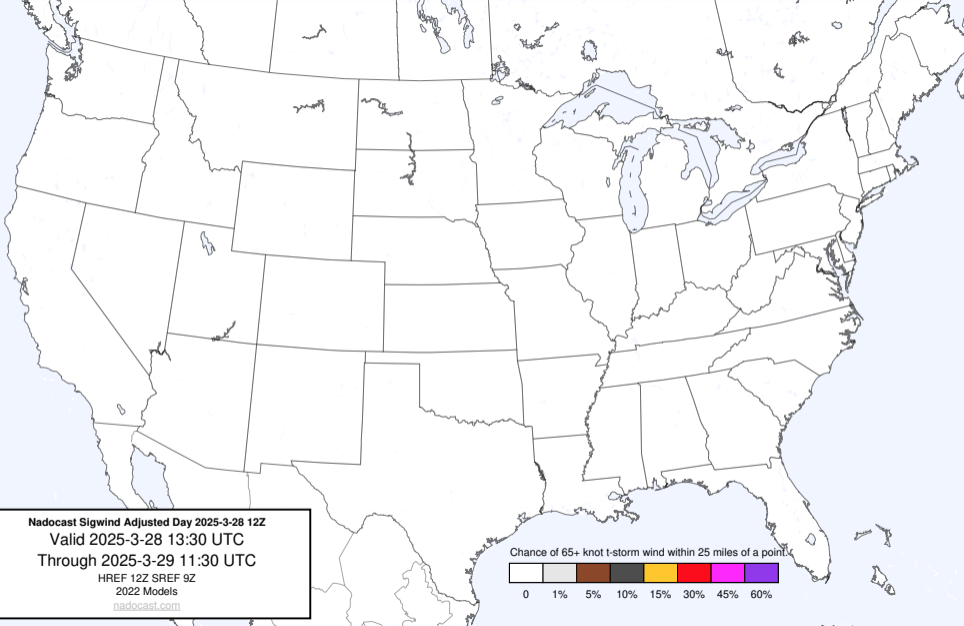 Nadocast Sigwind Adjusted Day 2025-3-28 12Z
Valid 2025-3-28 13:30 UTC
Through 2025-3-29 11:30 UTC
HREF 12Z SREF 9Z
2022 Models
nadocast.com
Chance of 65+ knot t-storm wind within 25 miles of a point.
0 1% 5% 10% 15% 30% 45% 60%